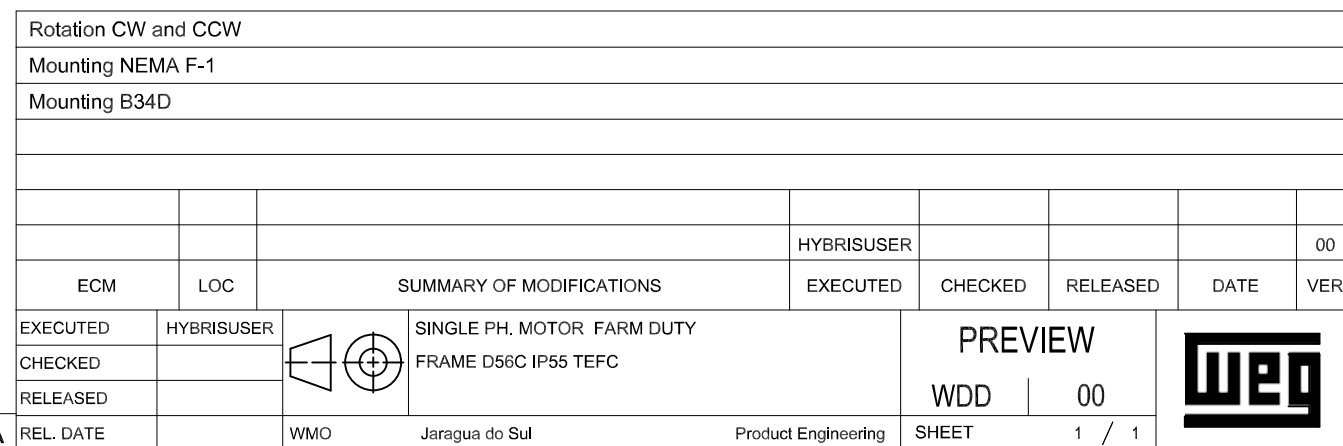 Rotation CW and CCW
Mounting NEMA F-1
Mounting B34D
HYBRISUSER 00
ECM LOC SUMMARY OF MODIFICATIONS EXECUTED CHECKED RELEASED DATE VER
EXECUTED HYBRISUSER
CHECKED
RELEASED
REL. DATE
SINGLE PH. MOTOR FARM DUTY
FRAME D56C IP55 TEFC
WMO Jaragua do Sul Product Engineering
PREVIEW
WDD 00
SHEET 1 / 1
weg
A